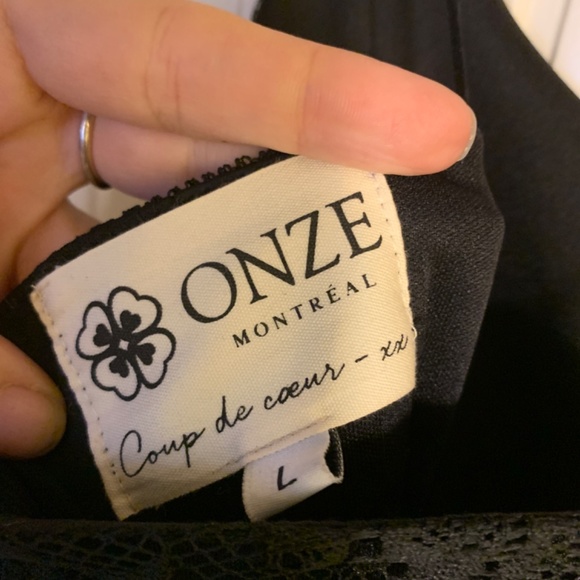 ONZE
MONTRÉAL
Coup de cœur - xx
L